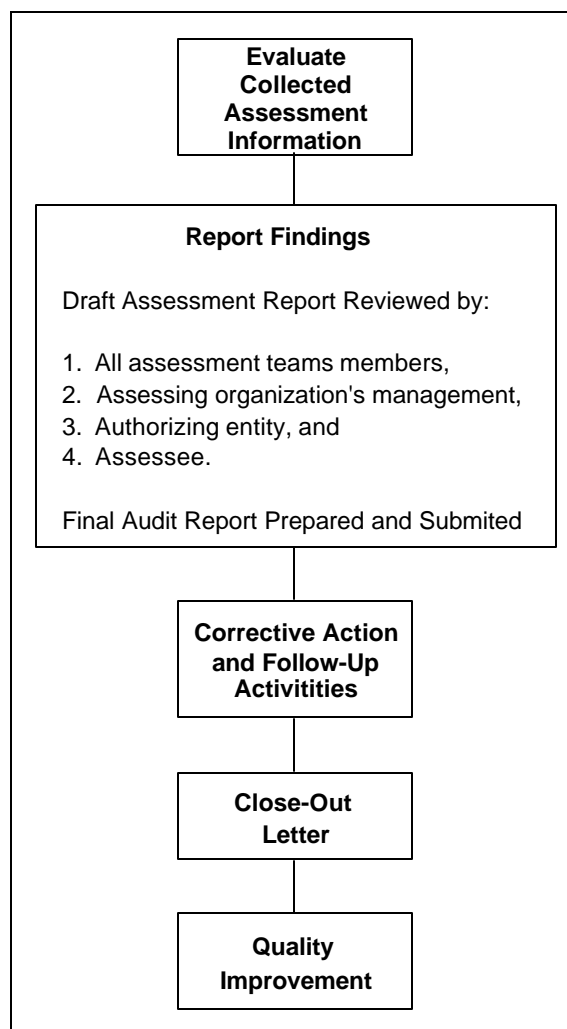 Evaluate
Collected
Assessment
Information
Report Findings
Draft Assessment Report Reviewed by:
1. All assessment teams members,
2. Assessing organization's management,
3. Authorizing entity, and
4. Assessee.
Final Audit Report Prepared and Submited
Corrective Action
and Follow-Up
Activitities
Close-Out
Letter
Quality
Improvement